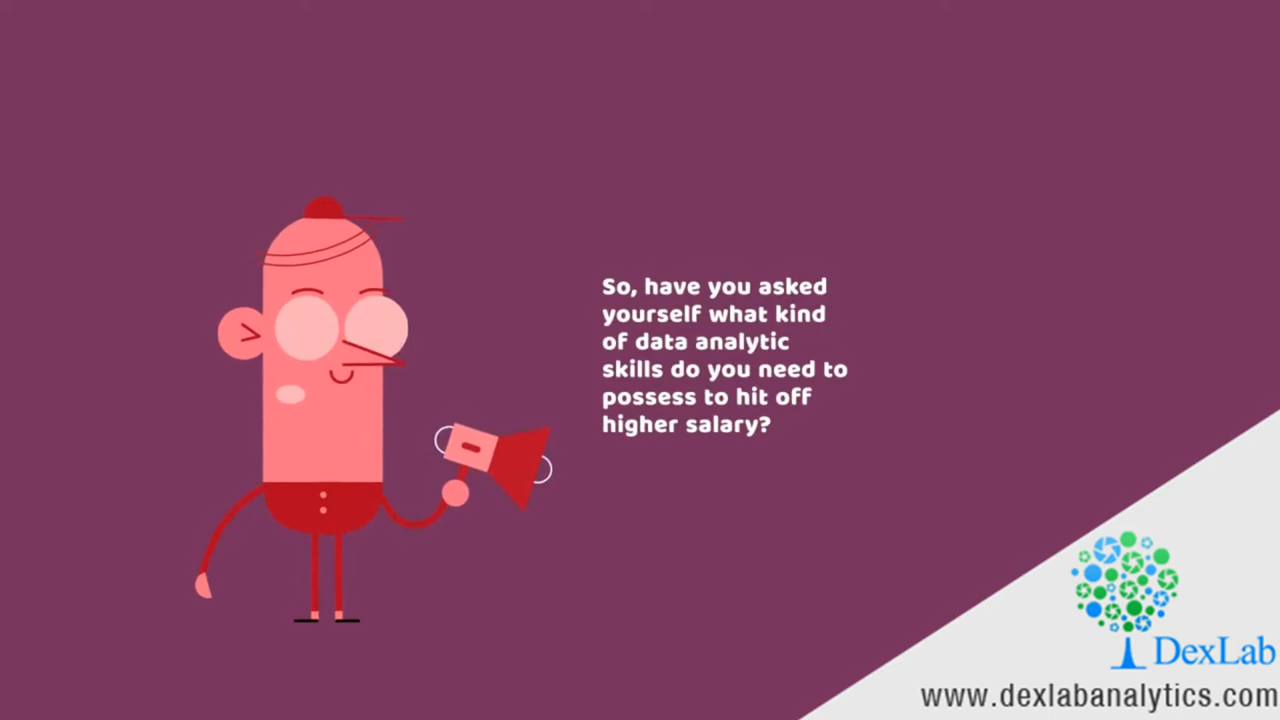 So, have you asked
yourself what kind
of data analytic
skills do you need to
possess to hit off
higher salary?
DexLab
www.dexlabanalytics.com